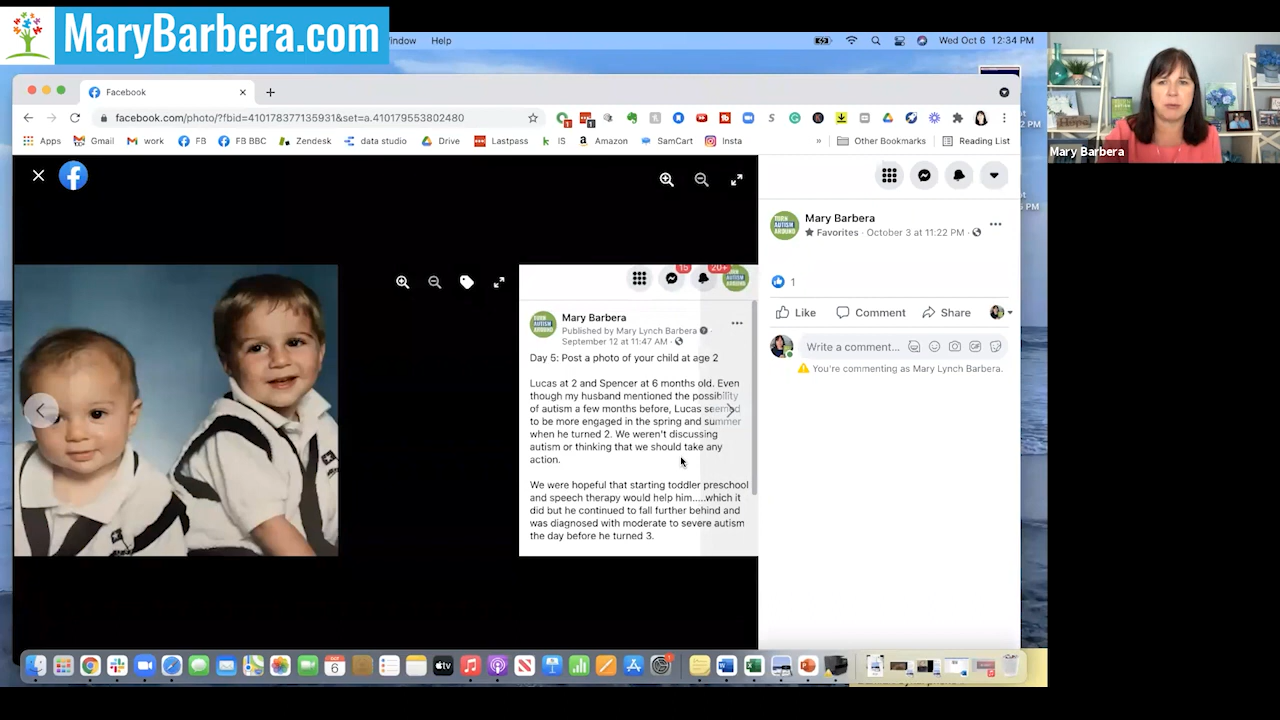 MaryBarbera.com
Window Help
Wed Oct 6 12:34 PM
Facebook
facebook.com/photo/?fbid=410178377135931&set=a.410179553802480
Apps Gmail work FB FB BBC Zendesk data studio Drive Lastpass IS Amazon SamCart Insta » Other Bookmarks Reading List
Mary Barbera
2 PM
PM
Mary Barbera
Favorites · October 3 at 11:22 PM ·
1
Like Comment Share
Write a comment...
You're commenting as Mary Lynch Barbera.
15 20+
TURN AUTISM AROUND
Mary Barbera
Published by Mary Lynch Barbera
September 12 at 11:47 AM ·
Day 5: Post a photo of your child at age 2
Lucas at 2 and Spencer at 6 months old. Even
though my husband mentioned the possibility
of autism a few months before, Lucas seemed
to be more engaged in the spring and summer
when he turned 2. We weren't discussing
autism or thinking that we should take any
action.
We were hopeful that starting toddler preschool
and speech therapy would help him.....which it
did but he continued to fall further behind and
was diagnosed with moderate to severe autism
the day before he turned 3.